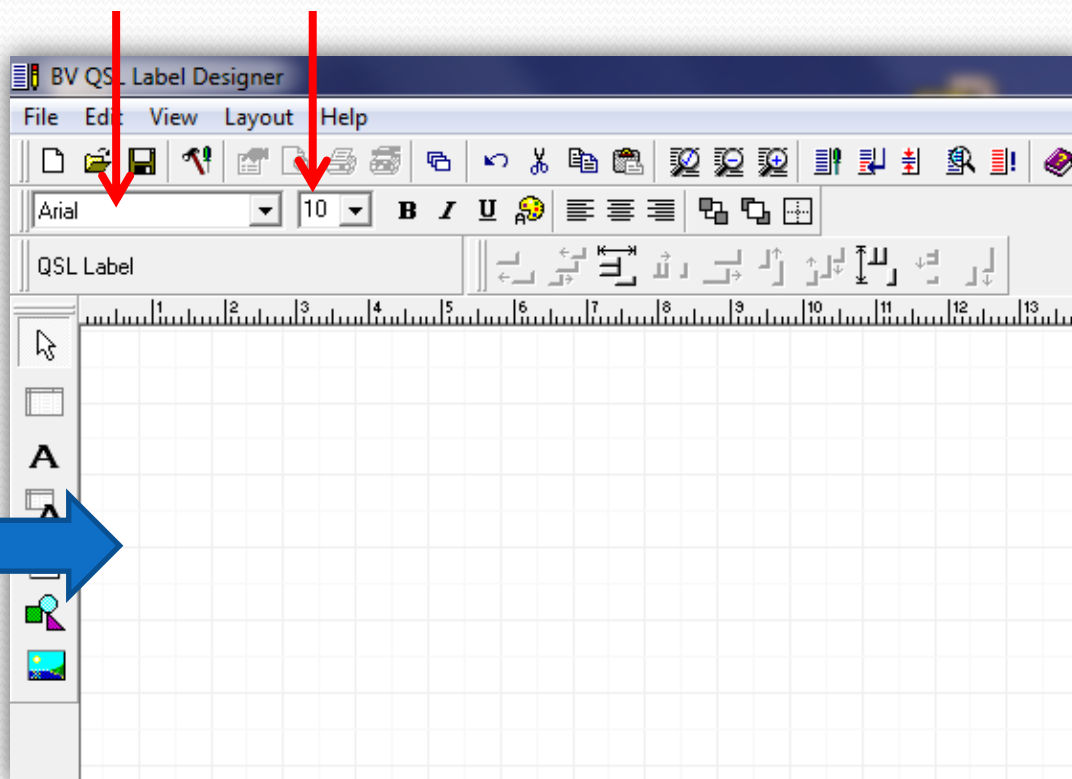 BV QSL Label Designer
File Edit View Layout Help
Arial 10 B I U
QSL Label
1 2 3 4 5 6 7 8 9 10 11 12 13
A